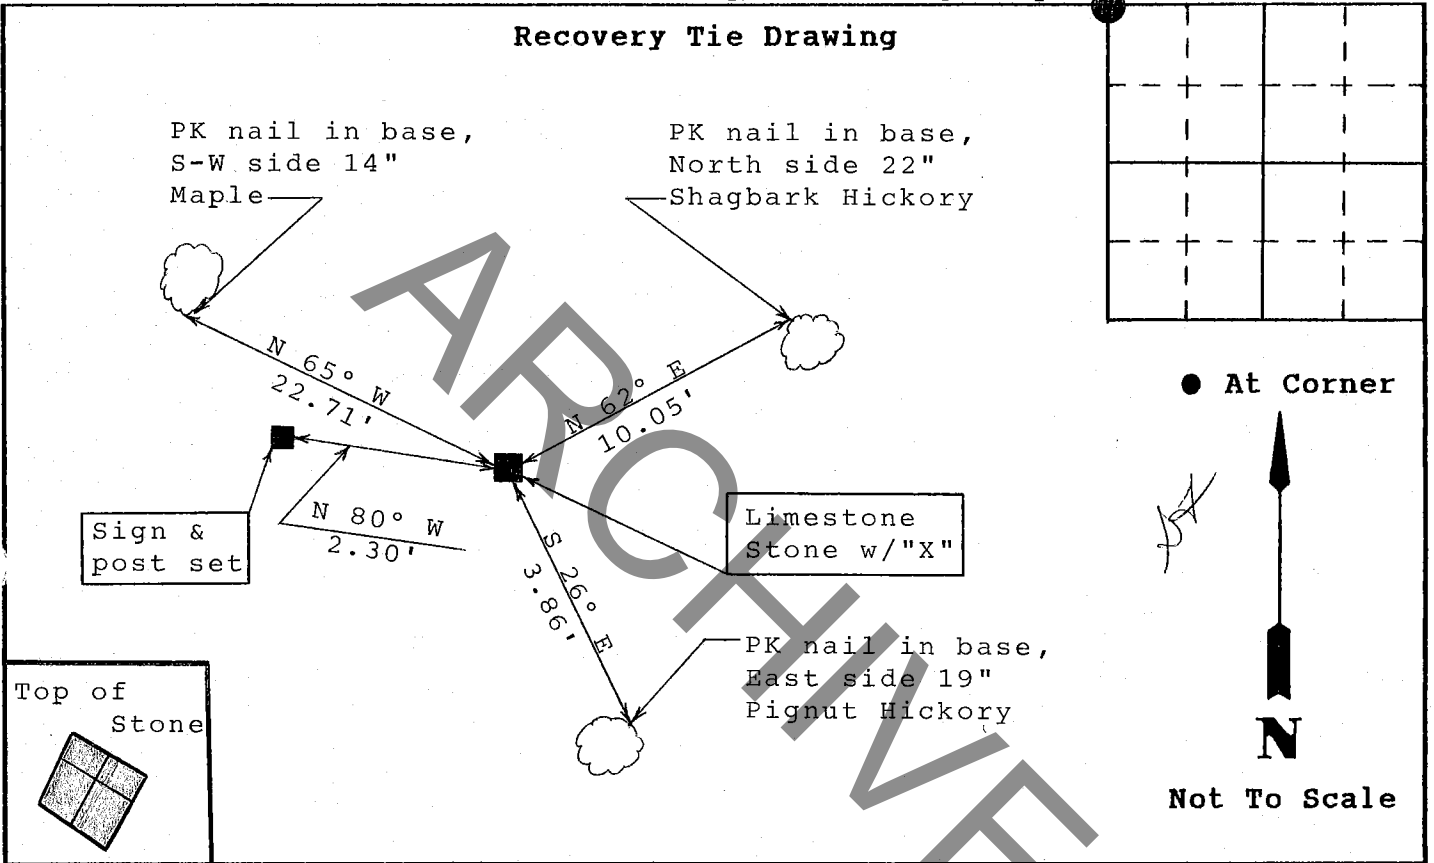 Recovery Tie Drawing
PK nail in base,
S-W side 14"
Maple
PK nail in base,
North side 22"
Shagbark Hickory
N 65° W
22.71'
N 62° E
10.05'
● At Corner
Sign &
post set
N 80° W
2.30'
Limestone
Stone w/"X"
S 26° E
3.86'
PK nail in base,
East side 19"
Pignut Hickory
Top of
Stone
N
Not To Scale
ARCHIVE